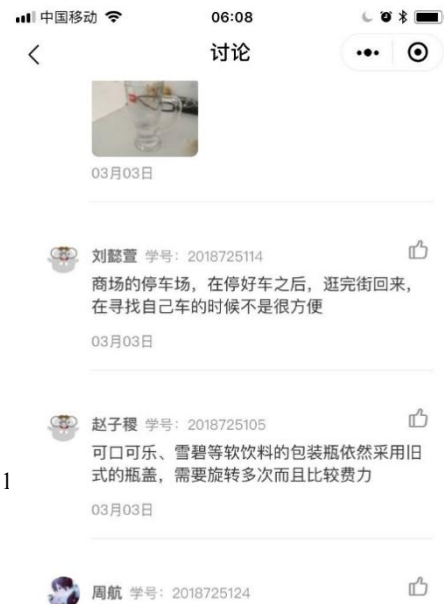 中国移动 06:08
讨论
03月03日
刘懿萱 学号：2018725114
商场的停车场，在停好车之后，逛完街回来，
在寻找自己车的时候不是很方便
03月03日
赵子稷 学号：2018725105
可口可乐、雪碧等软饮料的包装瓶依然采用旧
式的瓶盖，需要旋转多次而且比较费力
1
03月03日
周航 学号：2018725124